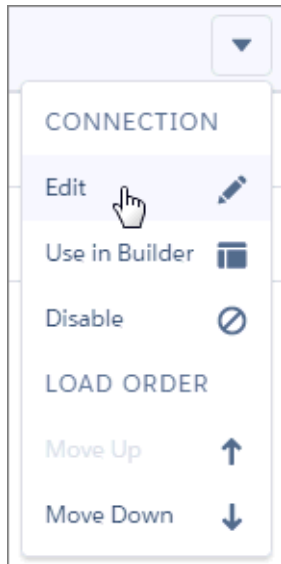 CONNECTION
Edit
Use in Builder
Disable
LOAD ORDER
Move Up
Move Down